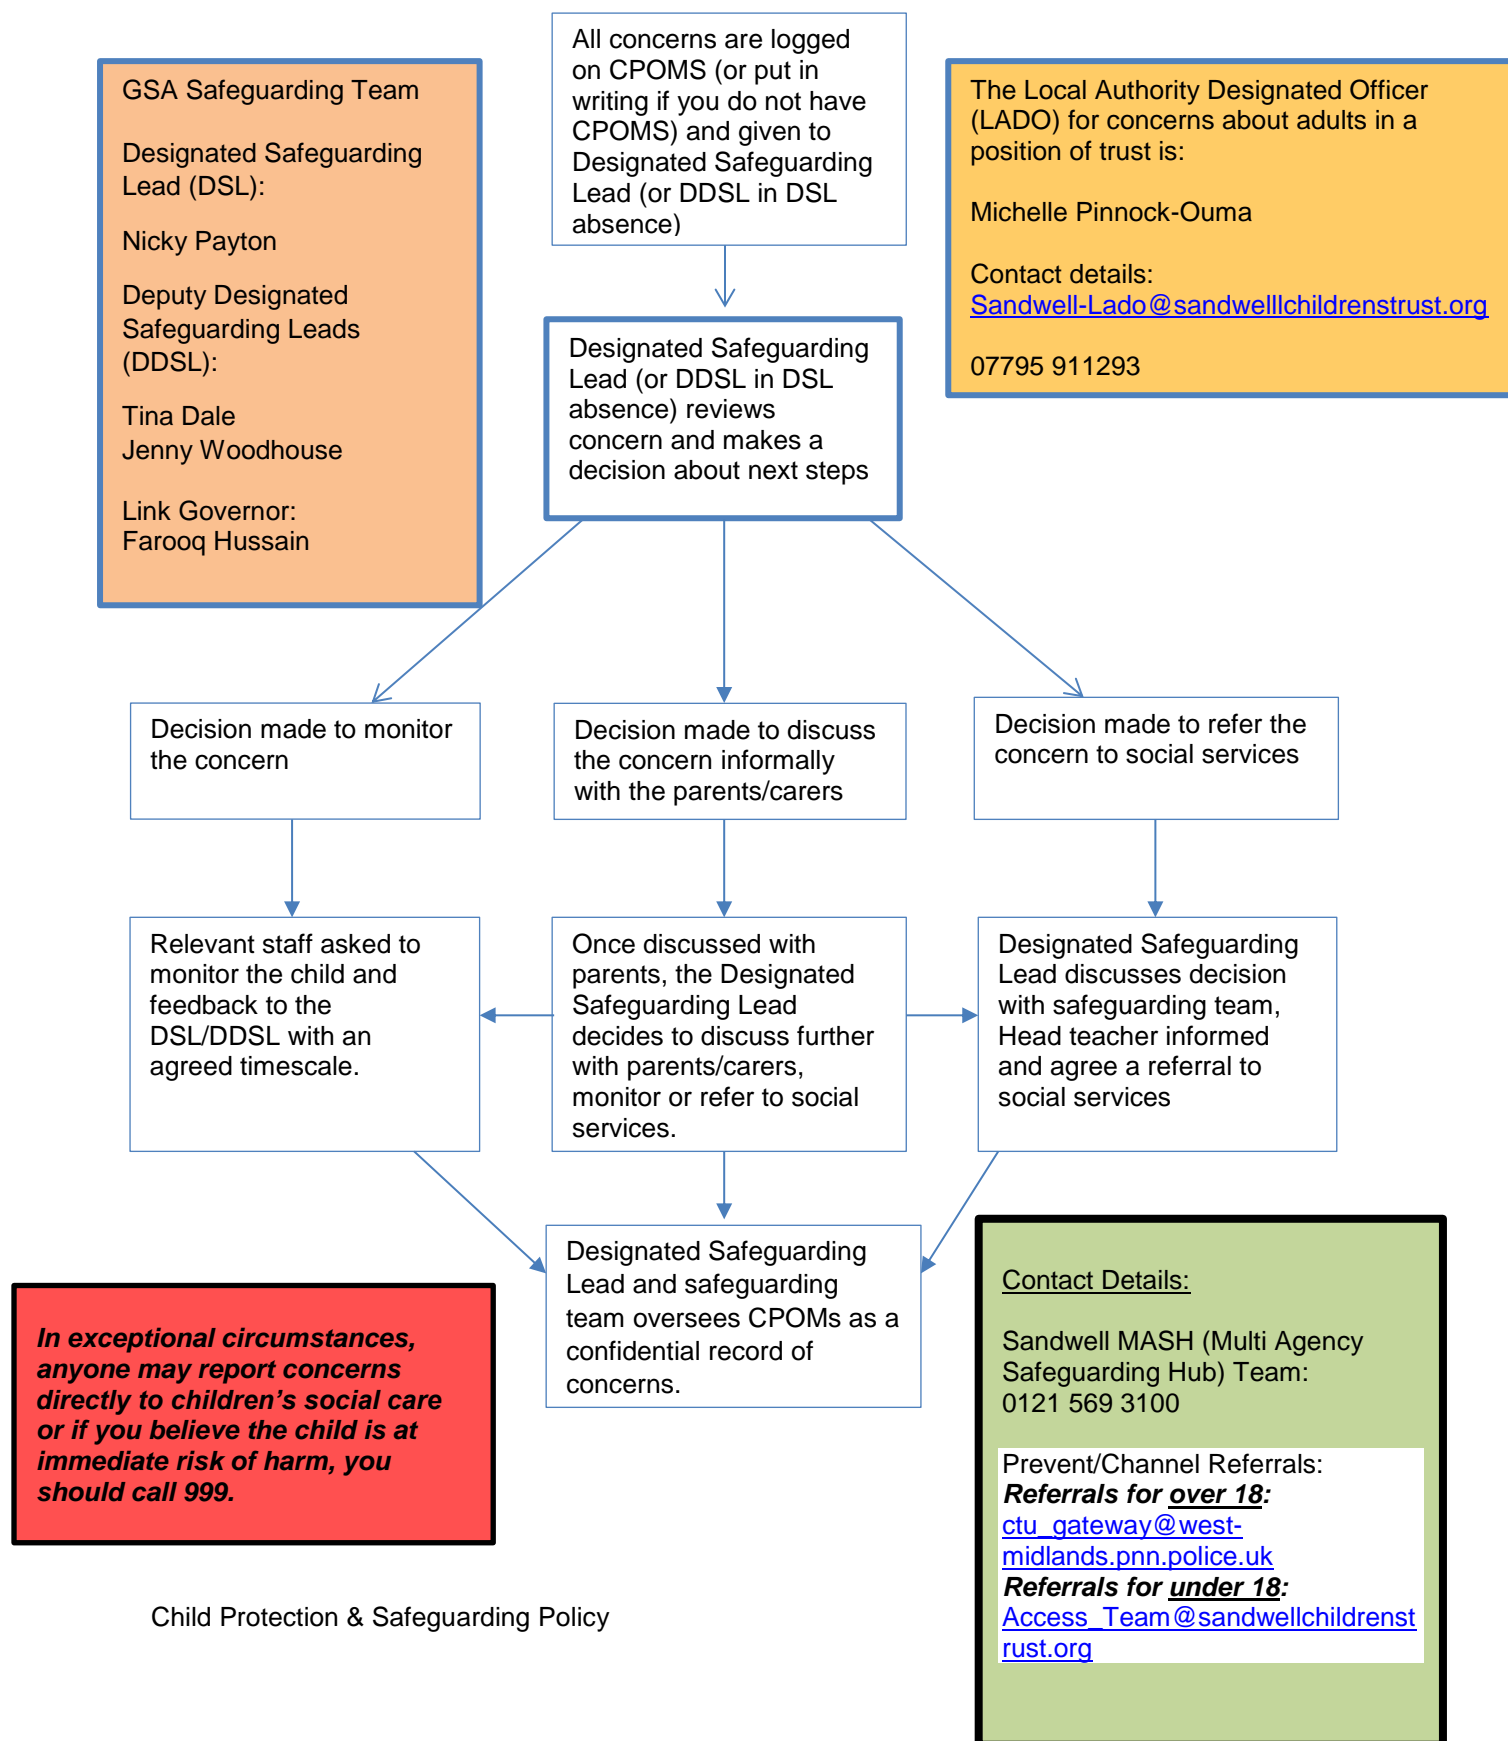 All concerns are logged
on CPOMS (or put in
writing if you do not have
CPOMS) and given to
Designated Safeguarding
Lead (or DDSL in DSL
absence)
GSA Safeguarding Team
Designated Safeguarding
Lead (DSL):
Nicky Payton
Deputy Designated
Safeguarding Leads
(DDSL):
Tina Dale
Jenny Woodhouse
Link Governor:
Farooq Hussain
The Local Authority Designated Officer
(LADO) for concerns about adults in a
position of trust is:
Michelle Pinnock-Ouma
Contact details:
Sandwell-Lado@sandwelllchildrenstrust.org
07795 911293
Designated Safeguarding
Lead (or DDSL in DSL
absence) reviews
concern and makes a
decision about next steps
Decision made to monitor
the concern
Decision made to discuss
the concern informally
with the parents/carers
Decision made to refer the
concern to social services
Relevant staff asked to
monitor the child and
feedback to the
DSL/DDSL with an
agreed timescale.
Once discussed with
parents, the Designated
Safeguarding Lead
decides to discuss further
with parents/carers,
monitor or refer to social
services.
Designated Safeguarding
Lead discusses decision
with safeguarding team,
Head teacher informed
and agree a referral to
social services
Designated Safeguarding
Lead and safeguarding
team oversees CPOMs as a
confidential record of
concerns.
In exceptional circumstances,
anyone may report concerns
directly to children’s social care
or if you believe the child is at
immediate risk of harm, you
should call 999.
Contact Details:
Sandwell MASH (Multi Agency
Safeguarding Hub) Team:
0121 569 3100
Prevent/Channel Referrals:
Referrals for over 18:
ctu_gateway@west-
midlands.pnn.police.uk
Referrals for under 18:
Access_Team@sandwellchildrenst
rust.org
Child Protection & Safeguarding Policy